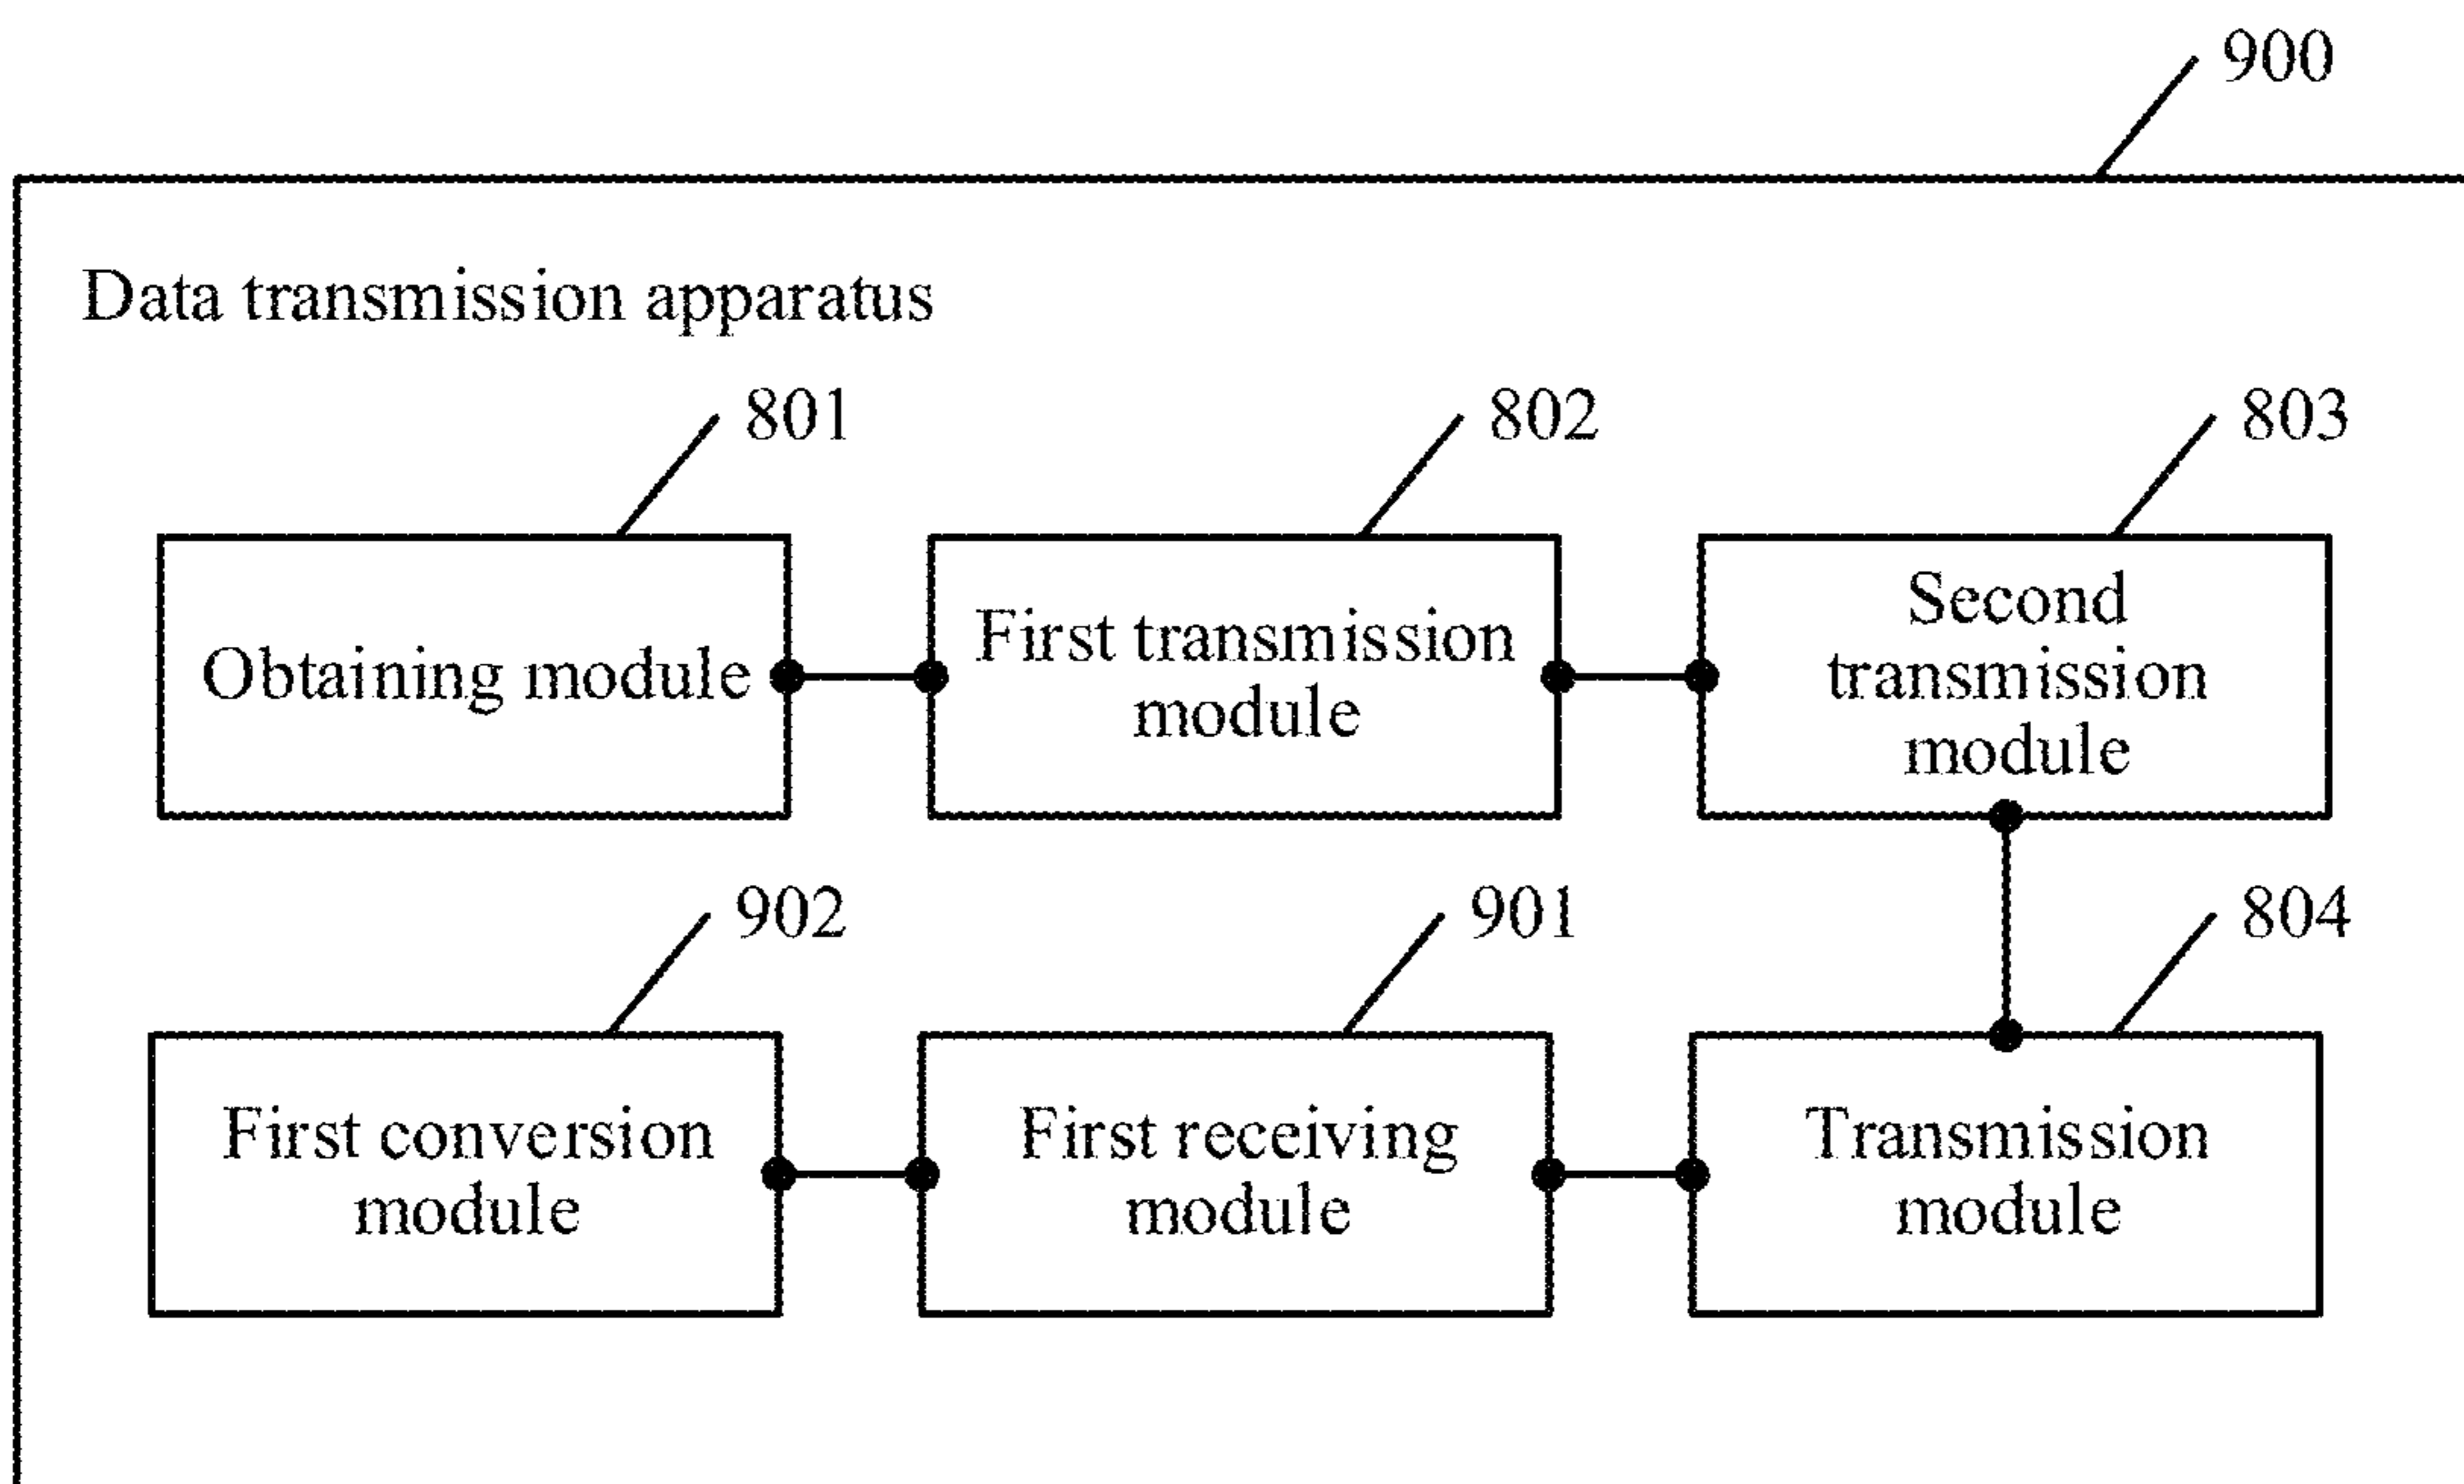 900
Data transmission apparatus
801
802
803
Obtaining module
First transmission
module
Second
transmission
module
902
901
804
First conversion
module
First receiving
module
Transmission
module